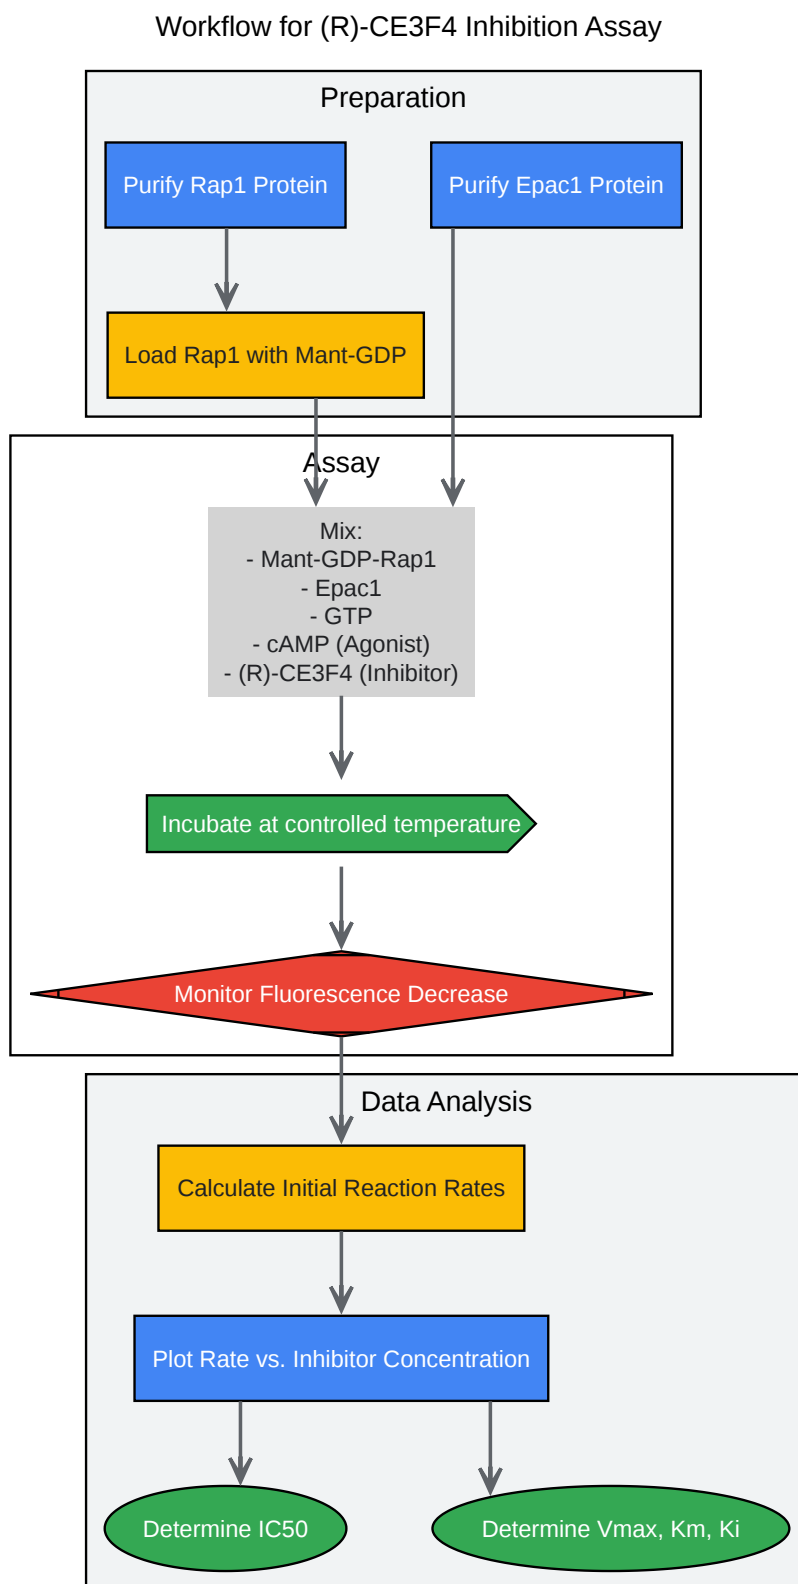 Workflow for (R)-CE3F4 Inhibition Assay
Preparation
Purify Rap1 Protein
Purify Epac1 Protein
Load Rap1 with Mant-GDP
Assay
Mix:
- Mant-GDP-Rap1
- Epac1
- GTP
- cAMP (Agonist)
- (R)-CE3F4 (Inhibitor)
Incubate at controlled temperature
Monitor Fluorescence Decrease
Data Analysis
Calculate Initial Reaction Rates
Plot Rate vs. Inhibitor Concentration
Determine IC50
Determine Vmax, Km, Ki